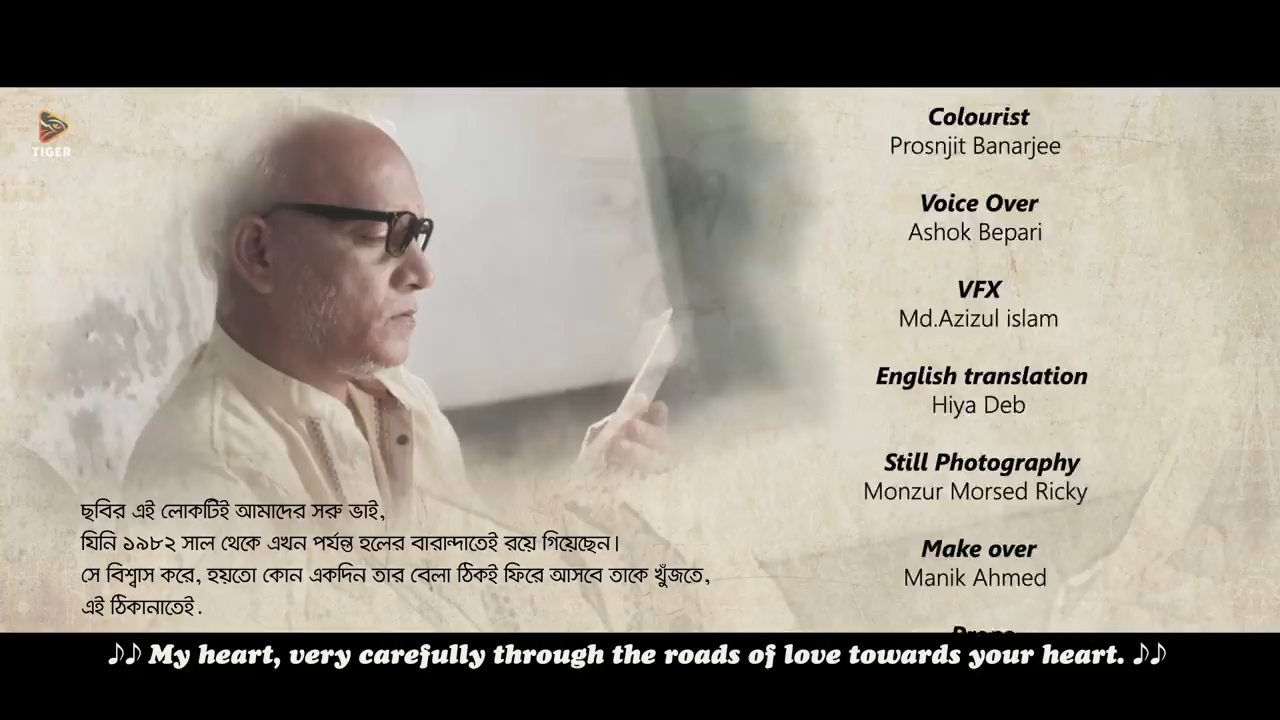 TIGER
Colourist
Prosnjit Banarjee
Voice Over
Ashok Bepari
VFX
Md.Azizul islam
English translation
Hiya Deb
Still Photography
Monzur Morsed Ricky
Make over
Manik Ahmed
ছবির এই লোকটিই আমাদের সরু ভাই,
যিনি ১৯৮২ সাল থেকে এখন পর্যন্ত হলের বারান্দাতেই রয়ে গিয়েছেন।
সে বিশ্বাস করে, হয়তো কোন একদিন তার বেলা ঠিকই ফিরে আসবে তাকে খুঁজতে,
এই ঠিকানাতেই.
♪♪ My heart, very carefully through the roads of love towards your heart. ♪♪